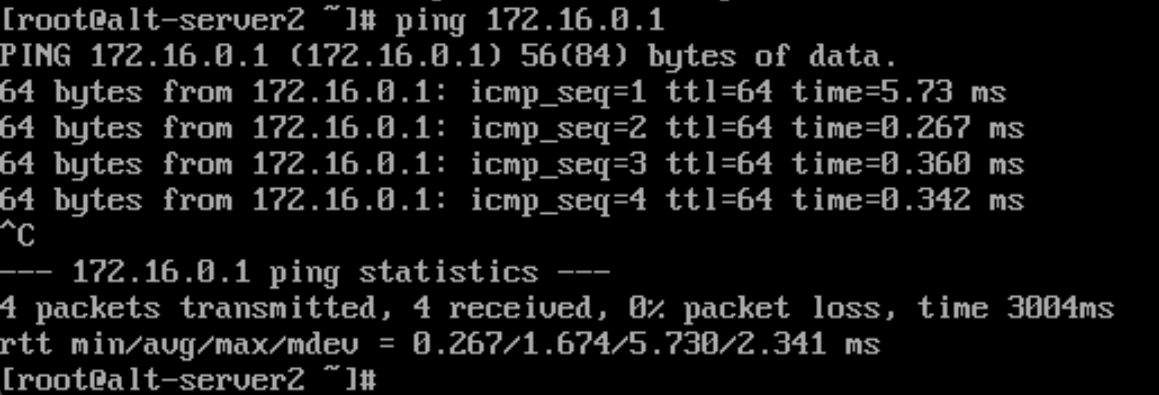 [root@alt-server2 ~]# ping 172.16.0.1
PING 172.16.0.1 (172.16.0.1) 56(84) bytes of data.
64 bytes from 172.16.0.1: icmp_seq=1 ttl=64 time=5.73 ms
64 bytes from 172.16.0.1: icmp_seq=2 ttl=64 time=0.267 ms
64 bytes from 172.16.0.1: icmp_seq=3 ttl=64 time=0.360 ms
64 bytes from 172.16.0.1: icmp_seq=4 ttl=64 time=0.342 ms
^C
--- 172.16.0.1 ping statistics ---
4 packets transmitted, 4 received, 0% packet loss, time 3004ms
rtt min/avg/max/mdev = 0.267/1.674/5.730/2.341 ms
[root@alt-server2 ~]#